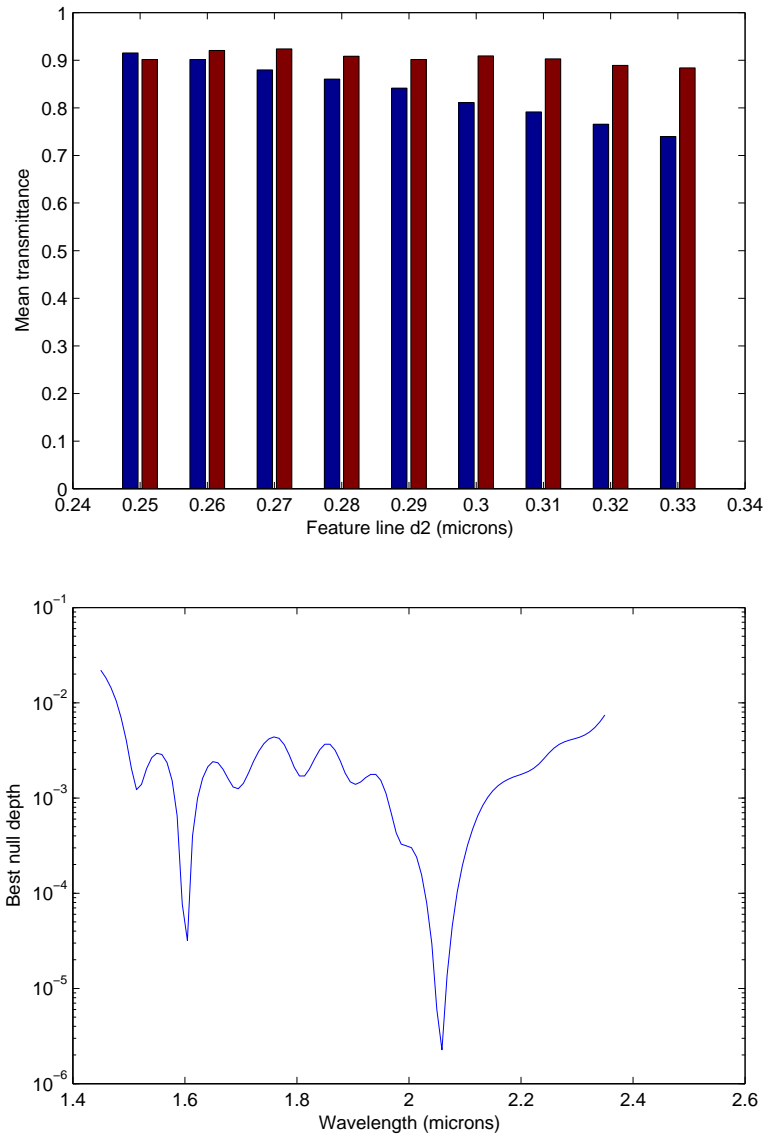 1
0.9
0.8
0.7
0.6
0.5
0.4
0.3
0.2
0.1
0
Mean transmittance
0.24 0.25 0.26 0.27 0.28 0.29 0.3 0.31 0.32 0.33 0.34
Feature line d2 (microns)
10⁻¹
10⁻²
10⁻³
10⁻⁴
10⁻⁵
10⁻⁶
Best null depth
1.4 1.6 1.8 2 2.2 2.4 2.6
Wavelength (microns)